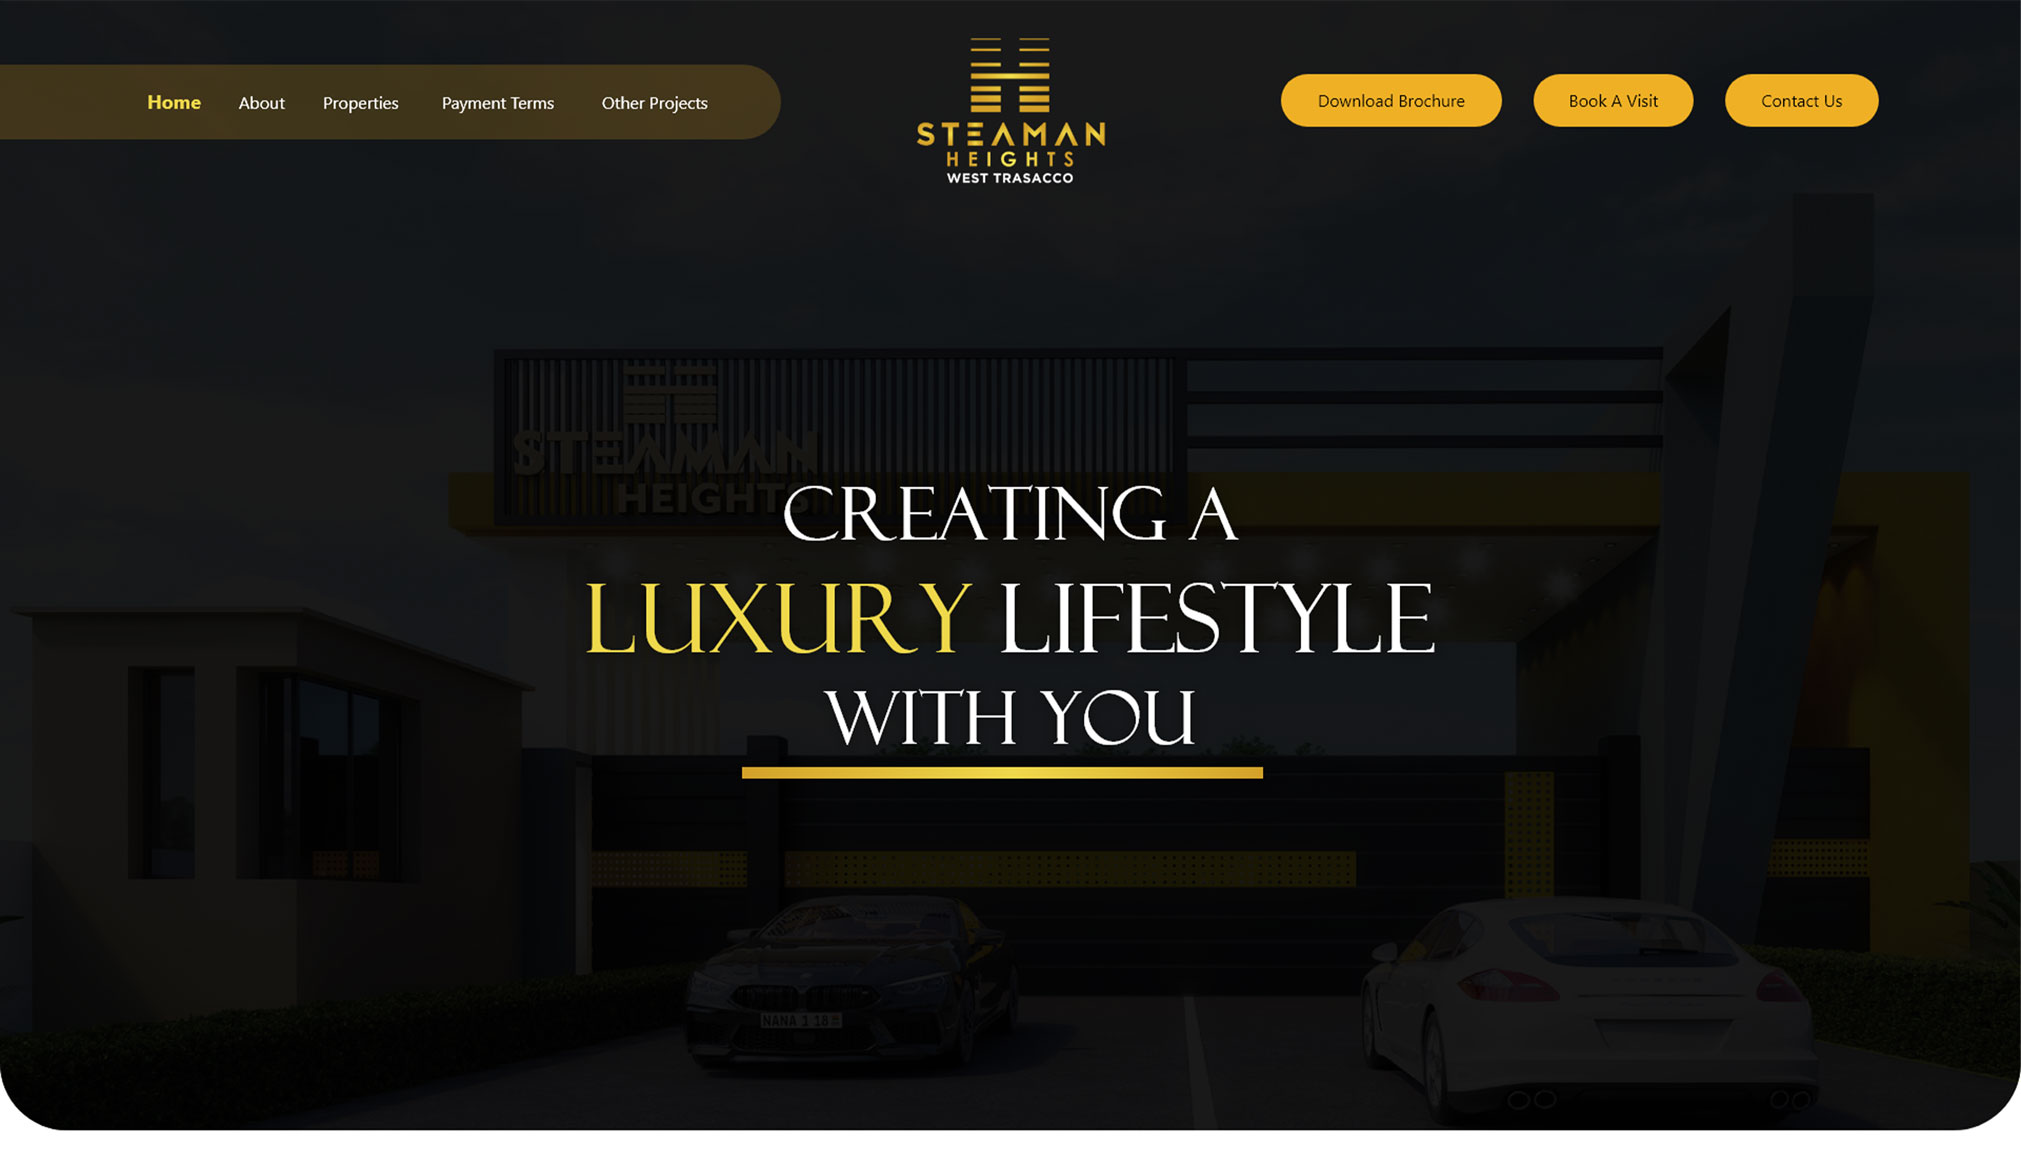 Home About Properties Payment Terms Other Projects
STEAMAN
HEIGHTS
WEST TRASACCO
Download Brochure Book A Visit Contact Us
STEAMAN
HEIGHTS
CREATING A
LUXURY LIFESTYLE
WITH YOU
NANA 1 18